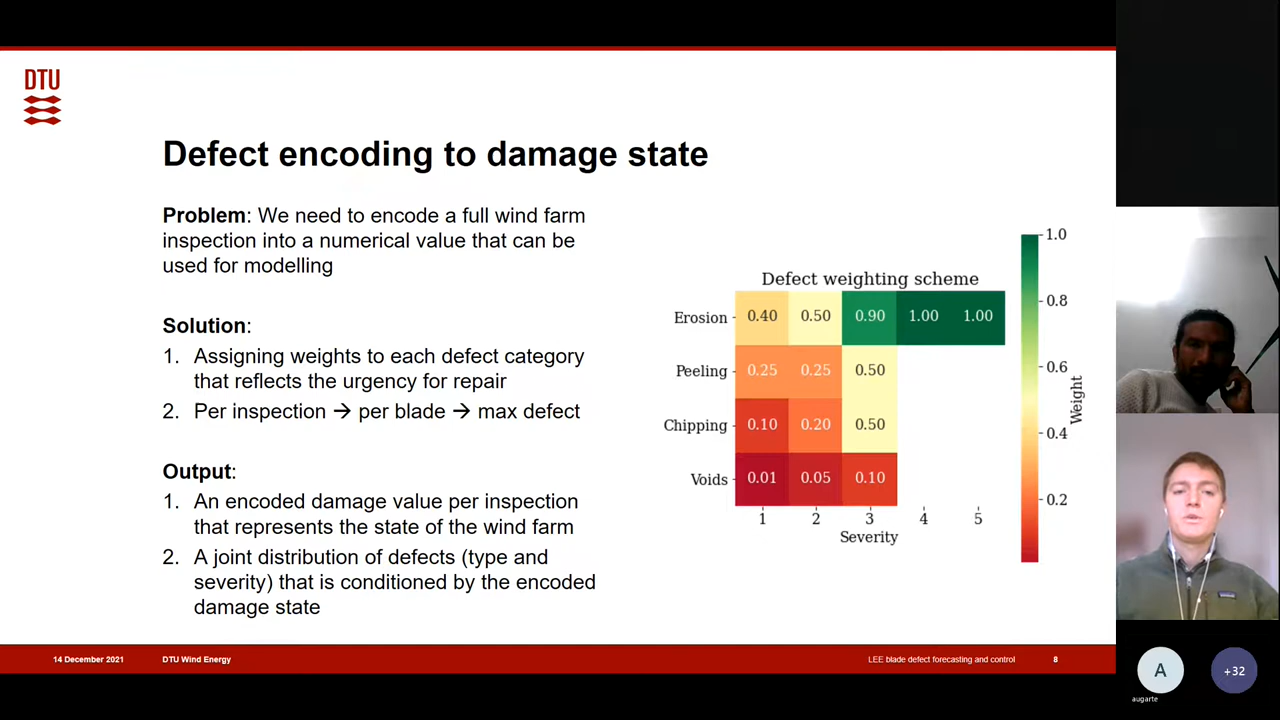 DTU
Defect encoding to damage state
Problem: We need to encode a full wind farm
inspection into a numerical value that can be
used for modelling
Solution:
1. Assigning weights to each defect category
that reflects the urgency for repair
2. Per inspection → per blade → max defect
Output:
1. An encoded damage value per inspection
that represents the state of the wind farm
2. A joint distribution of defects (type and
severity) that is conditioned by the encoded
damage state
Defect weighting scheme
Erosion 0.40 0.50 0.90 1.00 1.00
Peeling 0.25 0.25 0.50
Chipping 0.10 0.20 0.50
Voids 0.01 0.05 0.10
1 2 3 4 5
Severity
1.0
0.8
0.6
0.4
0.2
Weight
14 December 2021 DTU Wind Energy LEE blade defect forecasting and control 8
A +32
augarte